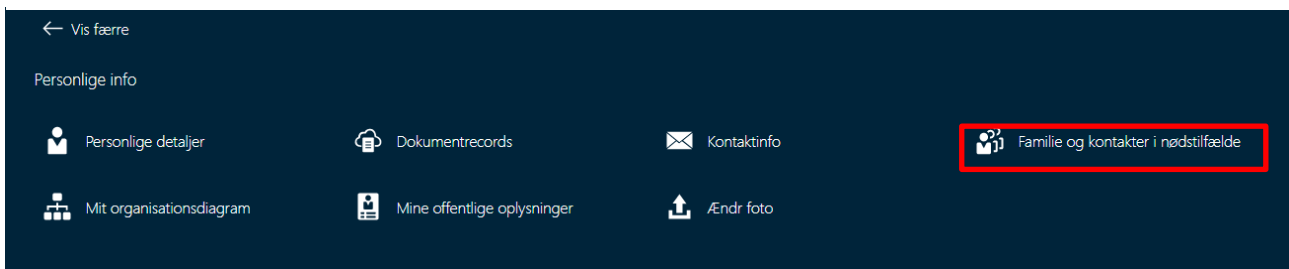 Vis færre
Personlige info
Personlige detaljer
Dokumentrecords
Kontaktinfo
Familie og kontakter i nødstilfælde
Mit organisationsdiagram
Mine offentlige oplysninger
Ændr foto